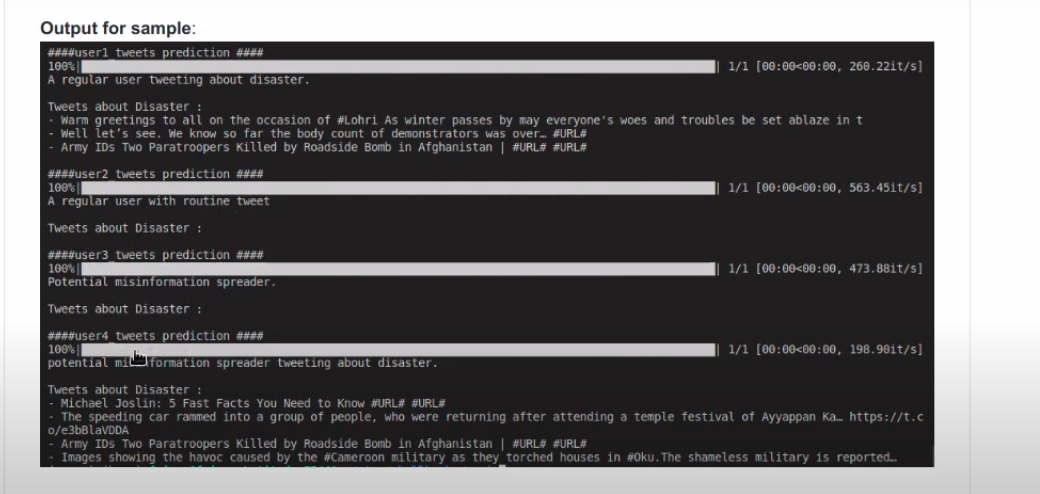 Output for sample:
####user1 tweets prediction ####
100%| | 1/1 [00:00<00:00, 260.22it/s]
A regular user tweeting about disaster.
Tweets about Disaster :
- Warm greetings to all on the occasion of #Lohri As winter passes by may everyone's woes and troubles be set ablaze in t
- Well let’s see. We know so far the body count of demonstrators was over… #URL#
- Army IDs Two Paratroopers Killed by Roadside Bomb in Afghanistan | #URL# #URL#
####user2 tweets prediction ####
100%| | 1/1 [00:00<00:00, 563.45it/s]
A regular user with routine tweet
Tweets about Disaster :
####user3 tweets prediction ####
100%| | 1/1 [00:00<00:00, 473.88it/s]
Potential misinformation spreader.
Tweets about Disaster :
####user4 tweets prediction ####
100%| | 1/1 [00:00<00:00, 198.90it/s]
potential misinformation spreader tweeting about disaster.
Tweets about Disaster :
- Michael Joslin: 5 Fast Facts You Need to Know #URL# #URL#
- The speeding car rammed into a group of people, who were returning after attending a temple festival of Ayyappan Ka… https://t.c
o/e3bBlaVDDA
- Army IDs Two Paratroopers Killed by Roadside Bomb in Afghanistan | #URL# #URL#
- Images showing the havoc caused by the #Cameroon military as they torched houses in #Oku.The shameless military is reported…